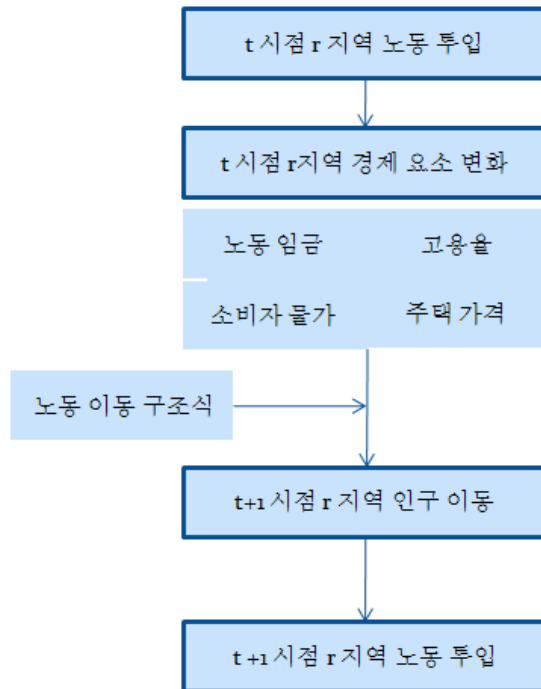 t 시점 r 지역 노동 투입
t 시점 r지역 경제 요소 변화
노동 임금 고용율
소비자 물가 주택 가격
노동 이동 구조식
t+1 시점 r 지역 인구 이동
t +1 시점 r 지역 노동 투입